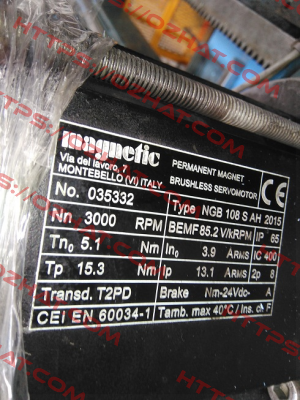 magnetic
Via del lavoro, 7
MONTEBELLO (VI) ITALY
PERMANENT MAGNET
BRUSHLESS SERVOMOTOR
CE
No. 035332
Type NGB 108 S AH 2015
Nn 3000 RPM
BEMF 85.2 V/kRPM IP 65
Tn₀ 5.1 Nm
In₀ 3.9 ARMS IC 400
Tp 15.3 Nm
Ip 13.1 ARMS 2p 8
Transd. T2PD
Brake Nm-24Vdc- A
CEI EN 60034-1
Tamb. max 40°C / Ins. cl. F
HTTPS://OZHAT.COM